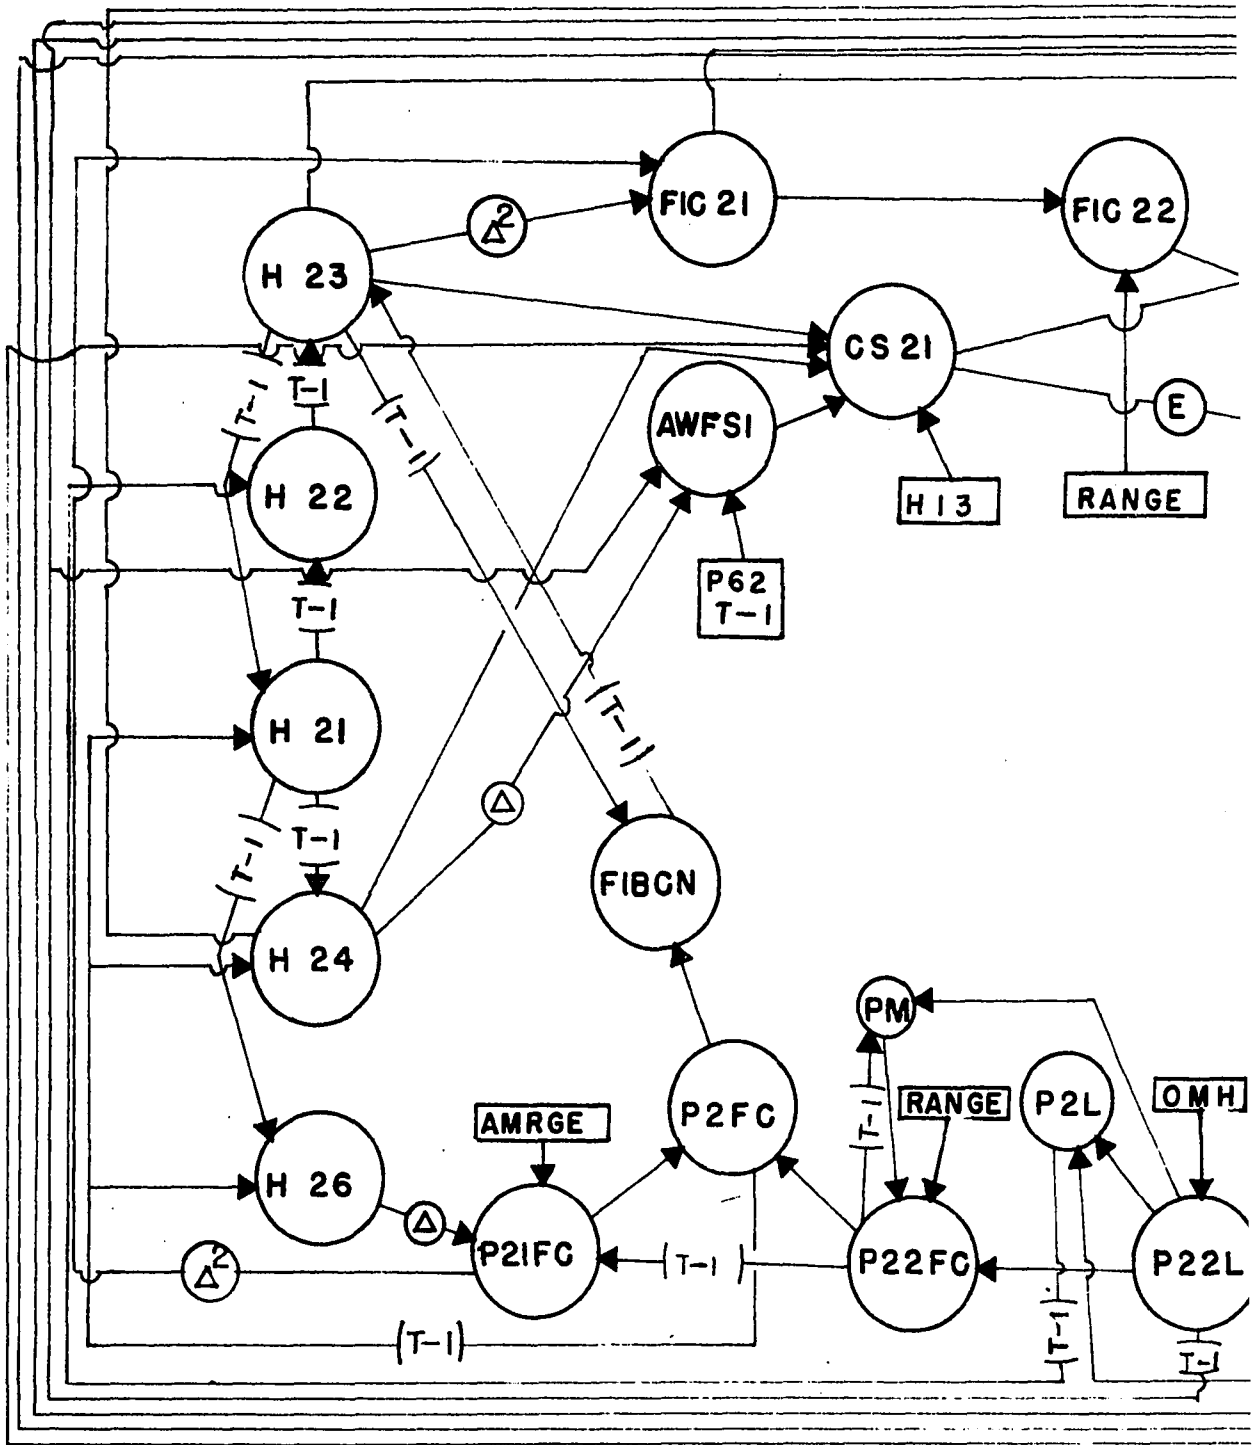 FIC 21
FIC 22
Δ2
H 23
CS 21
T-1
(T-1)
(T-1)
E
AWFS1
H 22
H 13
RANGE
P62
T-1
T-1
(T-1)
H 21
Δ
(T-1)
T-1
FIBCN
H 24
PM
P2FC
AMRGE
T-1
RANGE
P2L
OMH
H 26
Δ
P21FC
(T-1)
P22FC
P22L
Δ2
(T-1)
(T-1)
T-1